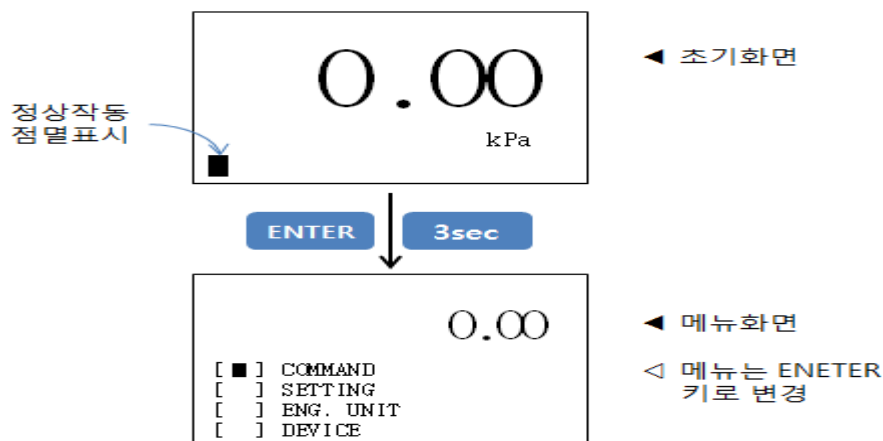 0.00
◄ 초기화면
정상작동
점멸표시
kPa
ENTER
3sec
0.00
◄ 메뉴화면
[■] COMMAND
[ ] SETTING
[ ] ENG. UNIT
[ ] DEVICE
◁ 메뉴는 ENETER
키로 변경